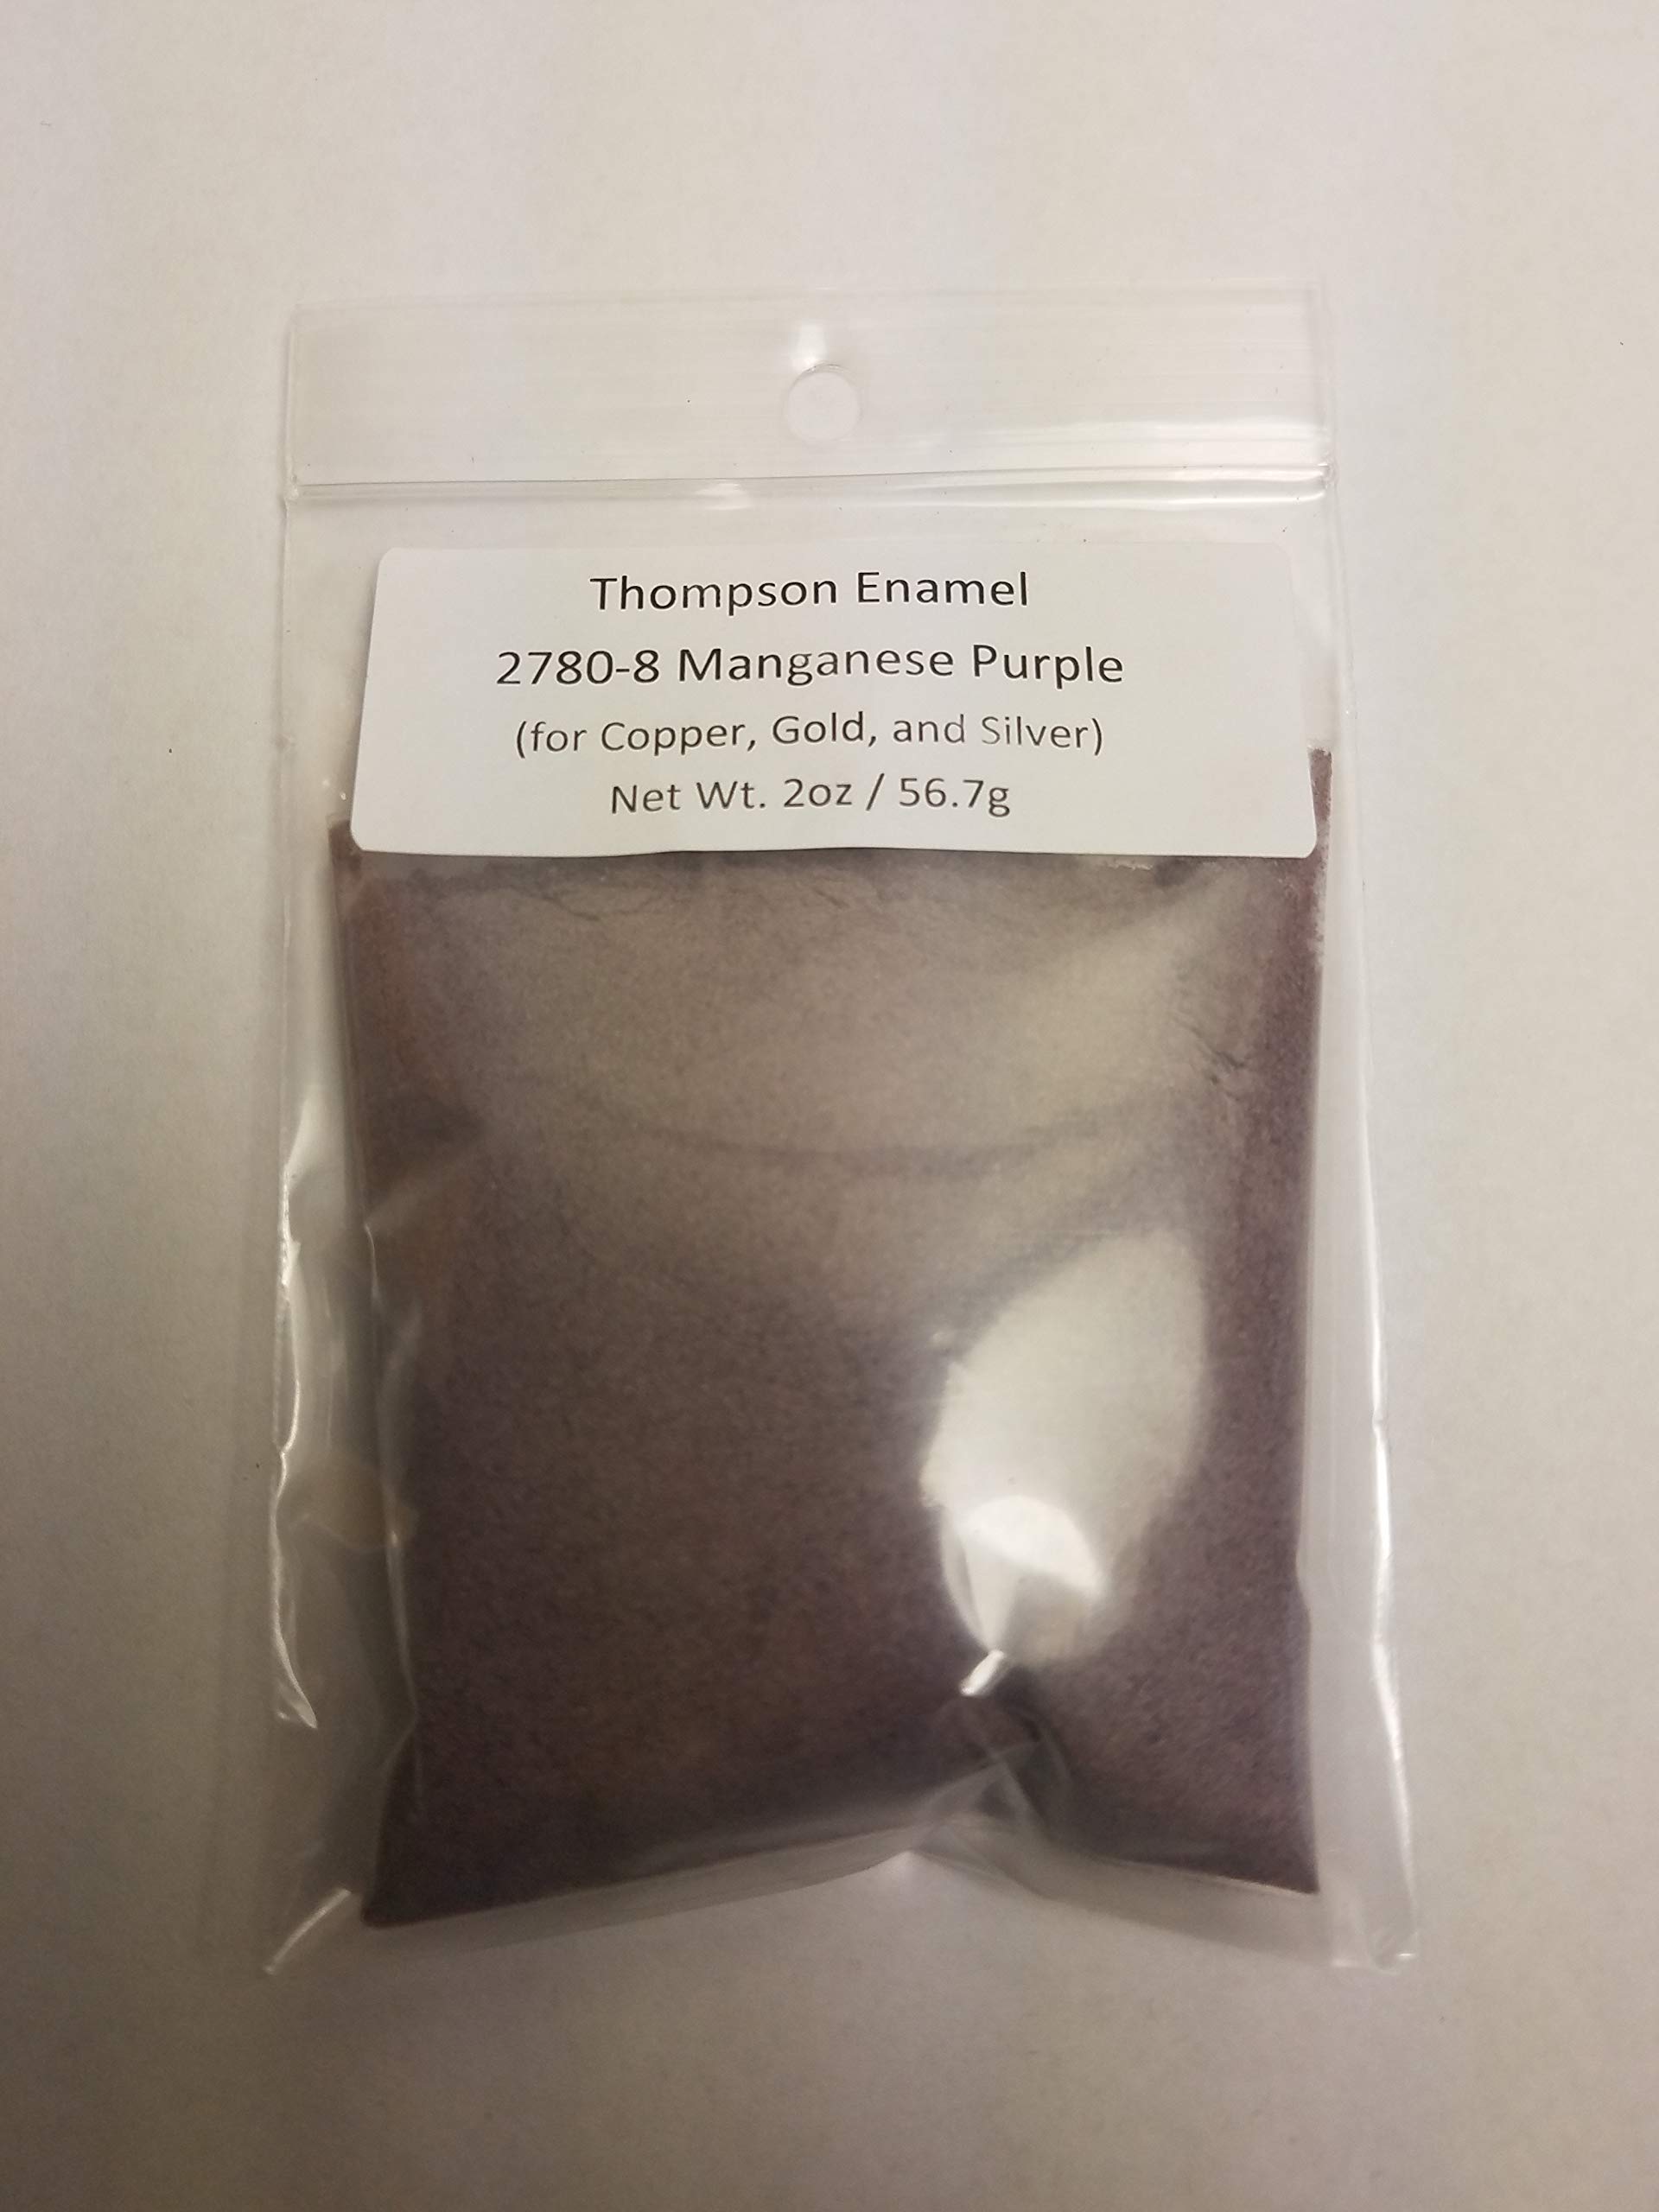 Thompson Enamel
2780-8 Manganese Purple
(for Copper, Gold, and Silver)
Net Wt. 2oz / 56.7g